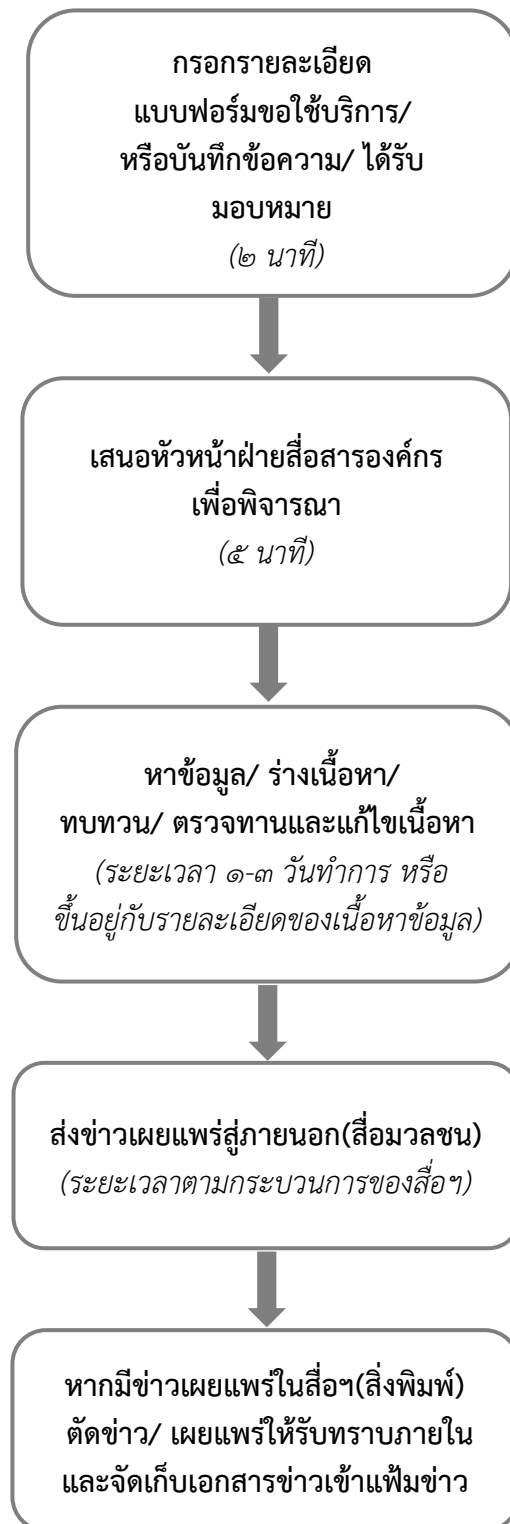 กรอกรายละเอียด
แบบฟอร์มขอใช้บริการ/
หรือบันทึกข้อความ/ ได้รับ
มอบหมาย
(๒ นาที)
เสนอหัวหน้าฝ่ายสื่อสารองค์กร
เพื่อพิจารณา
(๕ นาที)
หาข้อมูล/ ร่างเนื้อหา/
ทบทวน/ ตรวจทานและแก้ไขเนื้อหา
(ระยะเวลา ๑-๓ วันทำการ หรือ
ขึ้นอยู่กับรายละเอียดของเนื้อหาข้อมูล)
ส่งข่าวเผยแพร่สู่ภายนอก(สื่อมวลชน)
(ระยะเวลาตามกระบวนการของสื่อฯ)
หากมีข่าวเผยแพร่ในสื่อฯ(สิ่งพิมพ์)
ตัดข่าว/ เผยแพร่ให้รับทราบภายใน
และจัดเก็บเอกสารข่าวเข้าแฟ้มข่าว